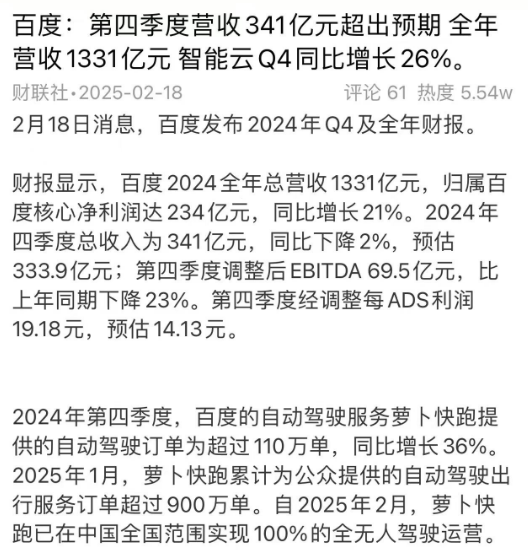 百度：第四季度营收341亿元超出预期 全年
营收1331亿元 智能云Q4同比增长26%。
财联社·2025-02-18 评论 61 热度 5.54w
2月18日消息，百度发布2024年Q4及全年财报。
财报显示，百度2024全年总营收1331亿元，归属百
度核心净利润达234亿元，同比增长21%。2024年
四季度总收入为341亿元，同比下降2%，预估
333.9亿元；第四季度调整后EBITDA 69.5亿元，比
上年同期下降23%。第四季度经调整每ADS利润
19.18元，预估14.13元。
2024年第四季度，百度的自动驾驶服务萝卜快跑提
供的自动驾驶订单为超过110万单，同比增长36%。
2025年1月，萝卜快跑累计为公众提供的自动驾驶出
行服务订单超过900万单。自2025年2月，萝卜快
跑已在中国全国范围实现100%的全无人驾驶运营。